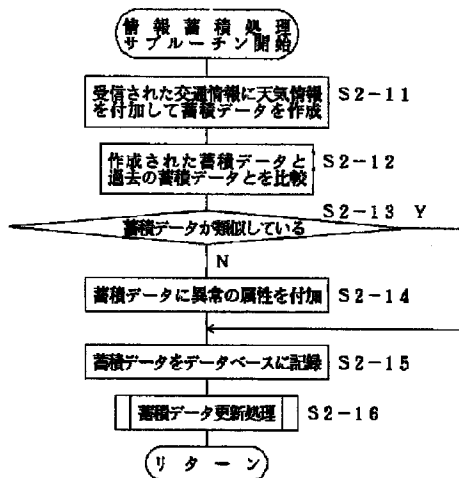 情報蓄積処理
サブルーチン開始
受信された交通情報に天気情報
を付加して蓄積データを作成
S2-11
作成された蓄積データと
過去の蓄積データとを比較
S2-12
S2-13 Y
蓄積データが類似している
N
蓄積データに異常の属性を付加
S2-14
蓄積データをデータベースに記録
S2-15
蓄積データ更新処理
S2-16
リターン